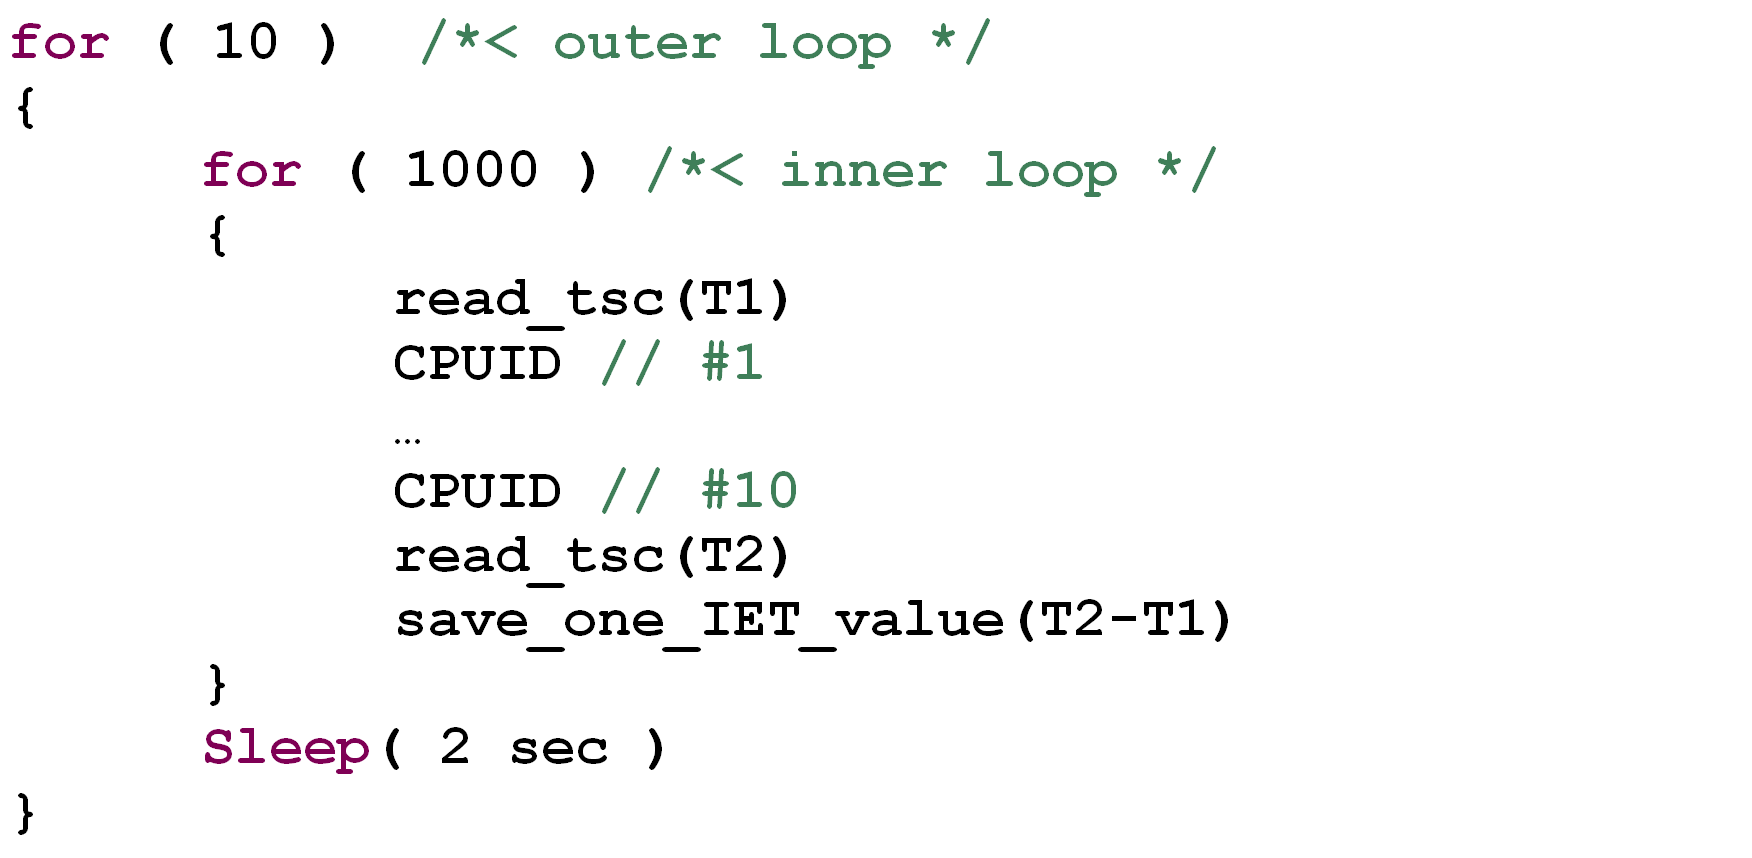 for ( 10 )  /*< outer loop */
{
for ( 1000 ) /*< inner loop */
{
read_tsc(T1)
CPUID // #1
…
CPUID // #10
read_tsc(T2)
save_one_IET_value(T2-T1)
}
Sleep( 2 sec )
}